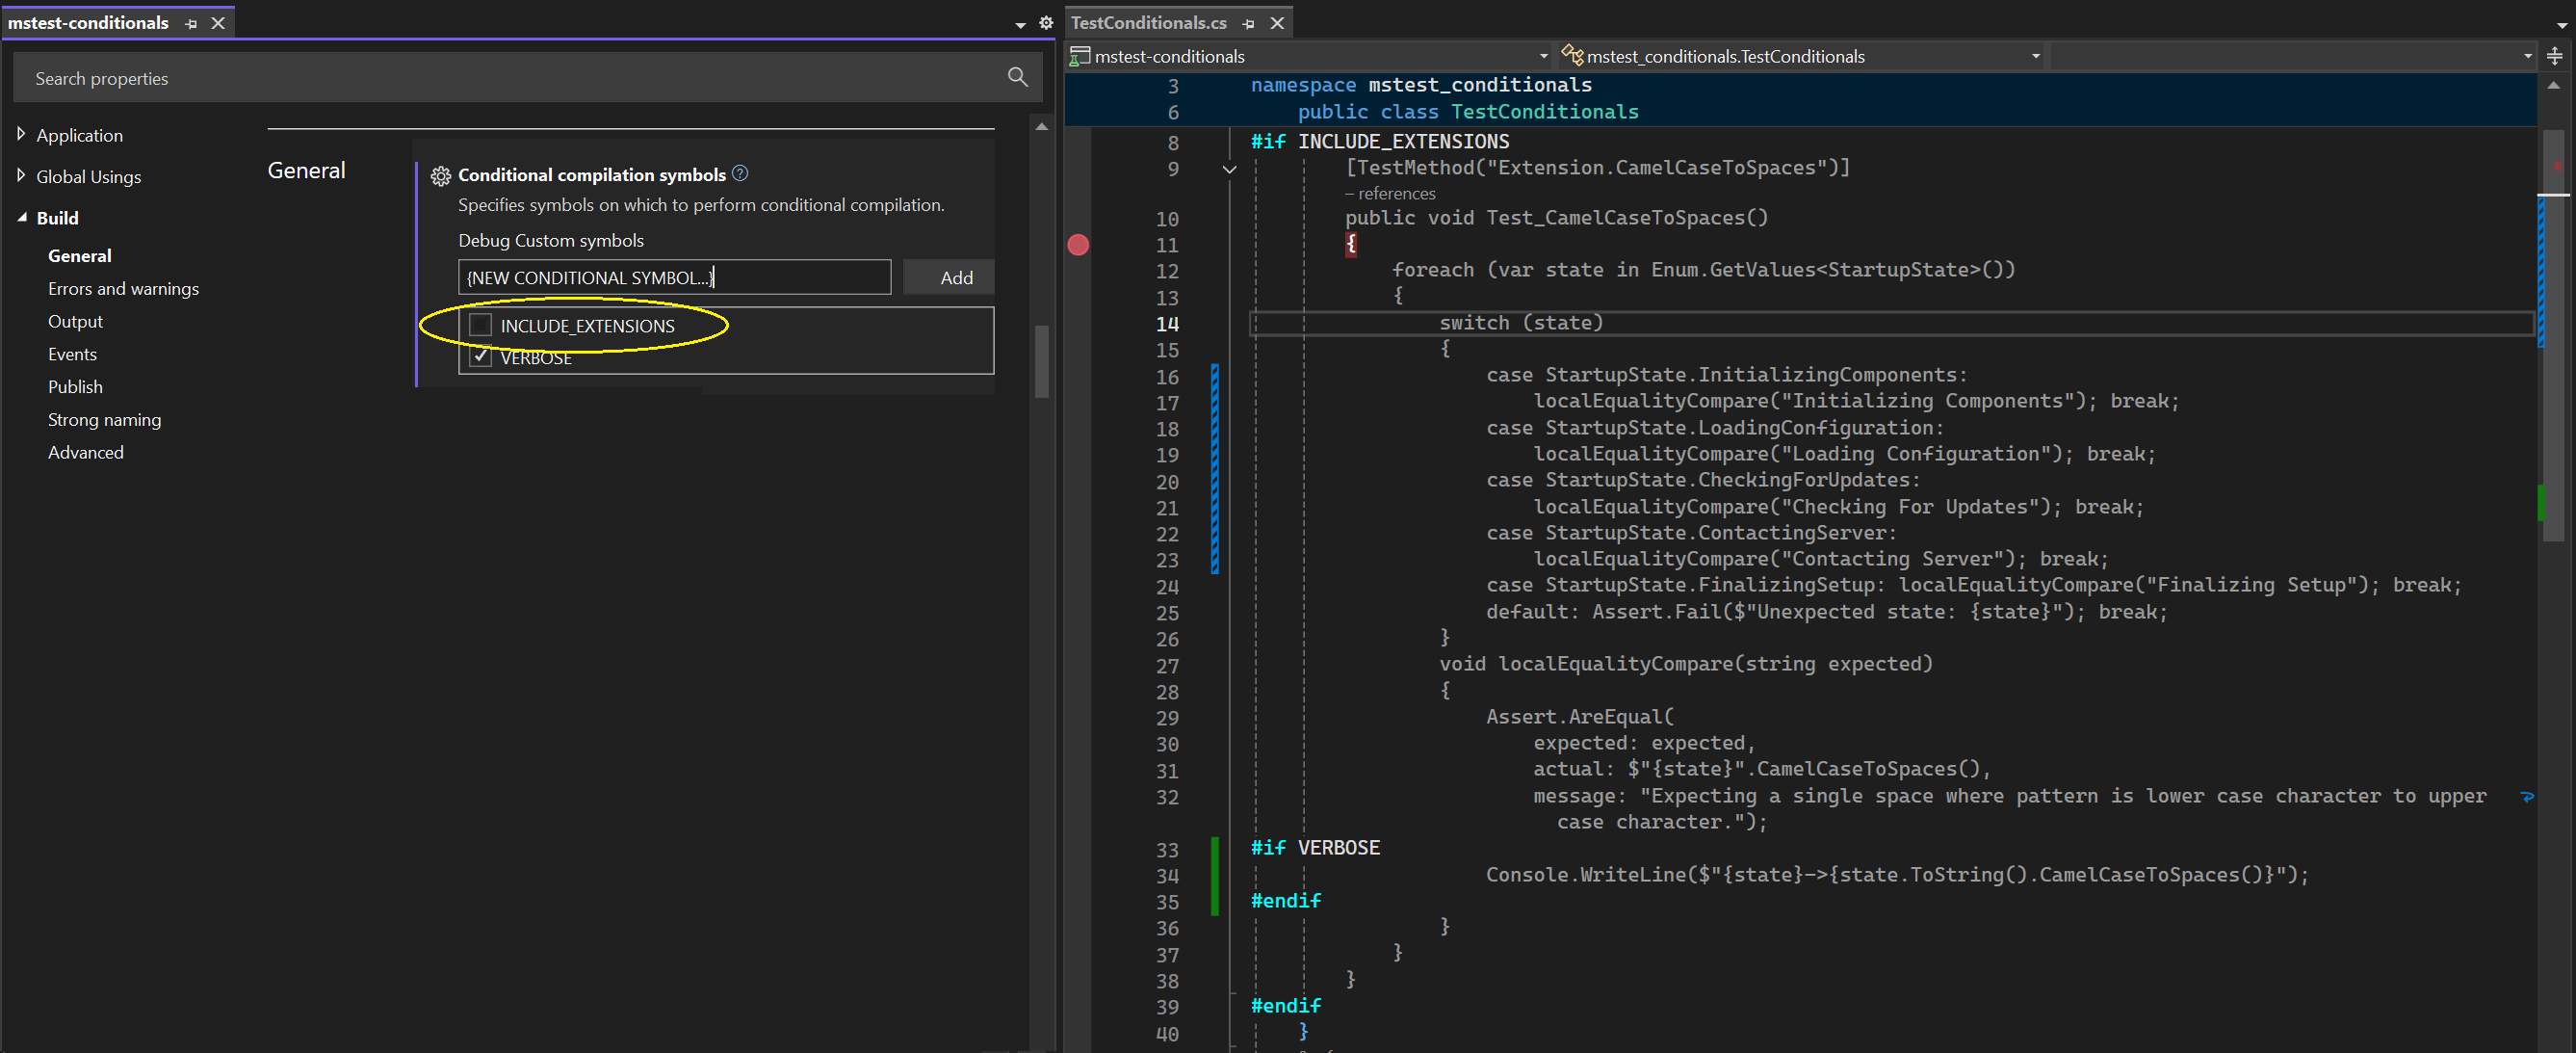 mstest-conditionals
Search properties
Application
Global Usings
Build
General
Errors and warnings
Output
Events
Publish
Strong naming
Advanced
General
Conditional compilation symbols
Specifies symbols on which to perform conditional compilation.
Debug Custom symbols
{NEW CONDITIONAL SYMBOL...}
Add
INCLUDE_EXTENSIONS
VERBOSE
TestConditionals.cs
mstest-conditionals
mstest_conditionals.TestConditionals
3 namespace mstest_conditionals
6 public class TestConditionals
8 #if INCLUDE_EXTENSIONS
9 [TestMethod("Extension.CamelCaseToSpaces")]
– references
10 public void Test_CamelCaseToSpaces()
11 {
12 foreach (var state in Enum.GetValues<StartupState>())
13 {
14 switch (state)
15 {
16 case StartupState.InitializingComponents:
17 localEqualityCompare("Initializing Components"); break;
18 case StartupState.LoadingConfiguration:
19 localEqualityCompare("Loading Configuration"); break;
20 case StartupState.CheckingForUpdates:
21 localEqualityCompare("Checking For Updates"); break;
22 case StartupState.ContactingServer:
23 localEqualityCompare("Contacting Server"); break;
24 case StartupState.FinalizingSetup: localEqualityCompare("Finalizing Setup"); break;
25 default: Assert.Fail($"Unexpected state: {state}"); break;
26 }
27 void localEqualityCompare(string expected)
28 {
29 Assert.AreEqual(
30 expected: expected,
31 actual: $"{state}".CamelCaseToSpaces(),
32 message: "Expecting a single space where pattern is lower case character to upper
case character.");
33 #if VERBOSE
34 Console.WriteLine($"{state}->{state.ToString().CamelCaseToSpaces()}");
35 #endif
36 }
37 }
38 }
39 #endif
40 }